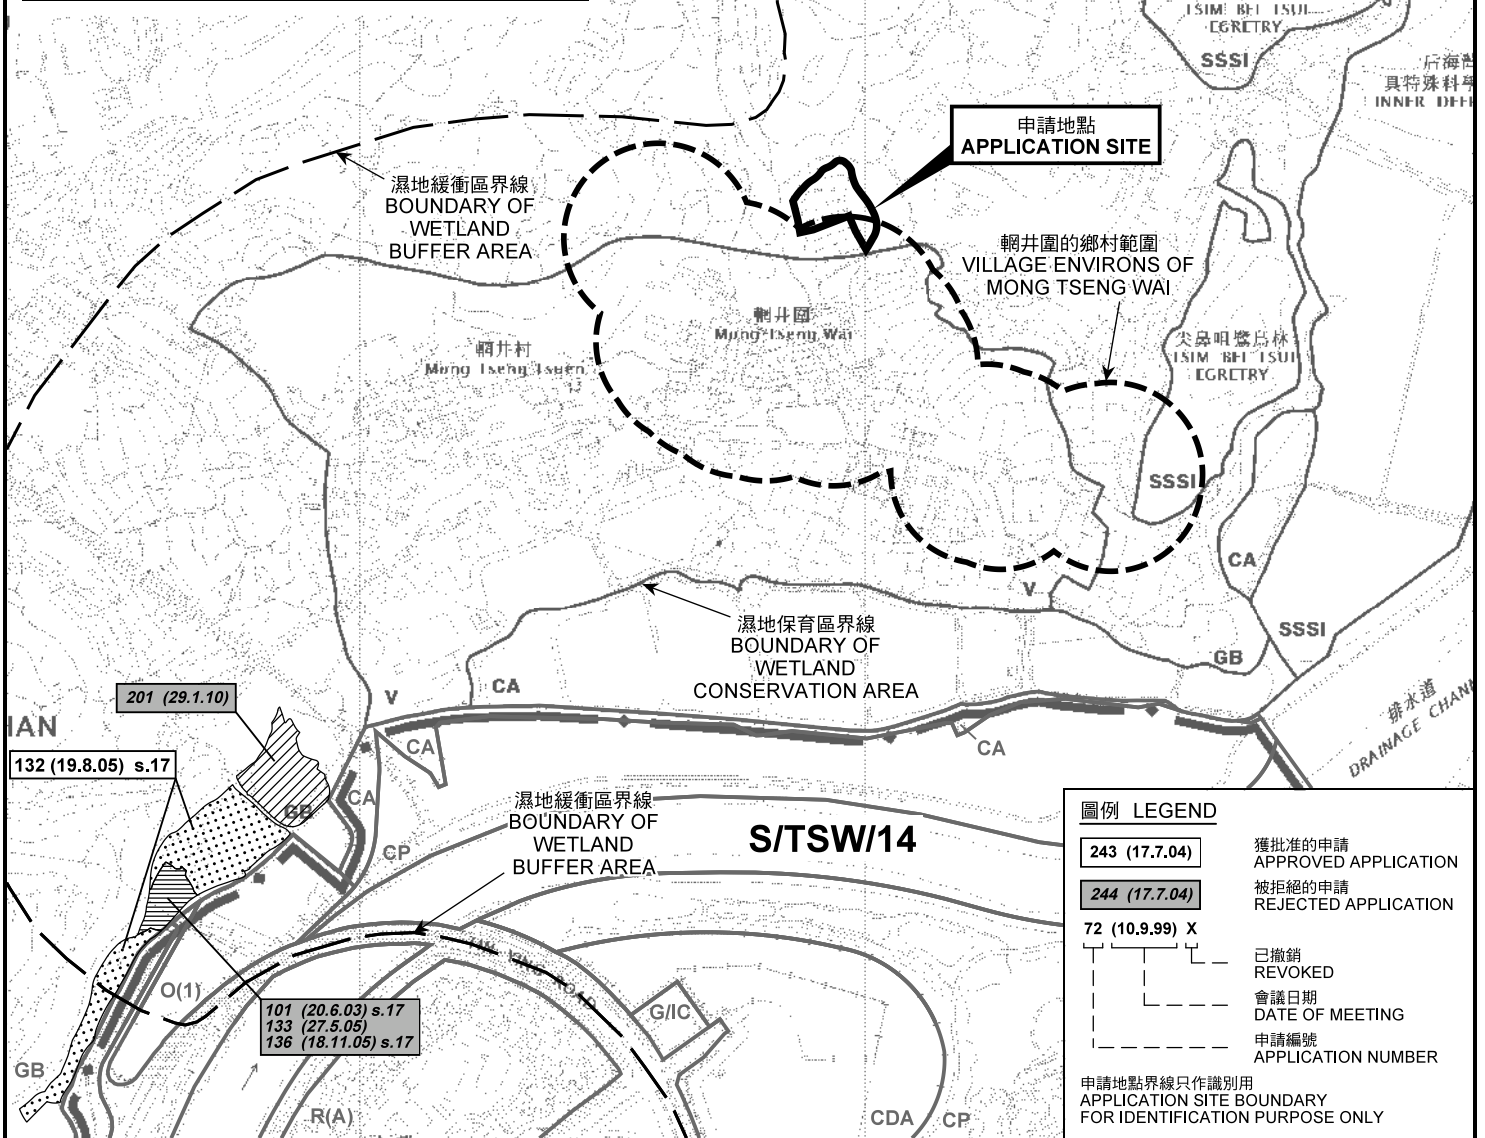 TSIM BEI TSUI
EGRETRY
SSSI
后海灣
具特殊科學
INNER DEEP
申請地點
APPLICATION SITE
濕地緩衝區界線
BOUNDARY OF
WETLAND
BUFFER AREA
輞井圍的鄉村範圍
VILLAGE ENVIRONS OF
MONG TSENG WAI
輞井圍
Mong Tseng Wai
輞井村
Mong Tseng Tsuen
尖鼻咀鷺鳥林
TSIM BEI TSUI
EGRETRY
SSSI
CA
V
濕地保育區界線
BOUNDARY OF
WETLAND
CONSERVATION AREA
SSSI
GB
CA
V
201 (29.1.10)
HAN
132 (19.8.05) s.17
排水道
DRAINAGE CHANN
CA
CA
GB
CA
CP
濕地緩衝區界線
BOUNDARY OF
WETLAND
BUFFER AREA
S/TSW/14
O(1)
101 (20.6.03) s.17
133 (27.5.05)
136 (18.11.05) s.17
G/IC
GB
R(A)
CDA
CP
圖例 LEGEND
243 (17.7.04)
獲批准的申請
APPROVED APPLICATION
244 (17.7.04)
被拒絕的申請
REJECTED APPLICATION
72 (10.9.99) X
已撤銷
REVOKED
會議日期
DATE OF MEETING
申請編號
APPLICATION NUMBER
申請地點界線只作識別用
APPLICATION SITE BOUNDARY
FOR IDENTIFICATION PURPOSE ONLY